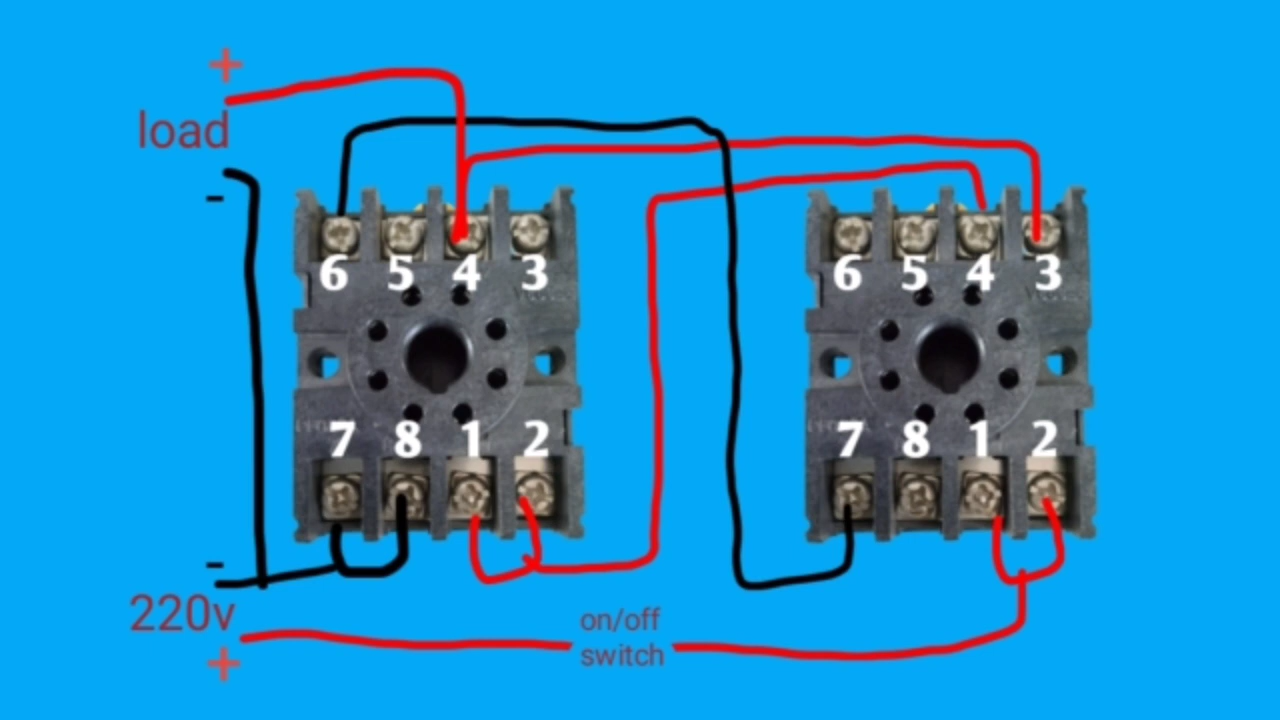 +
load
-
6 5 4 3
6 5 4 3
7 8 1 2
7 8 1 2
-
220v
+
on/off
switch